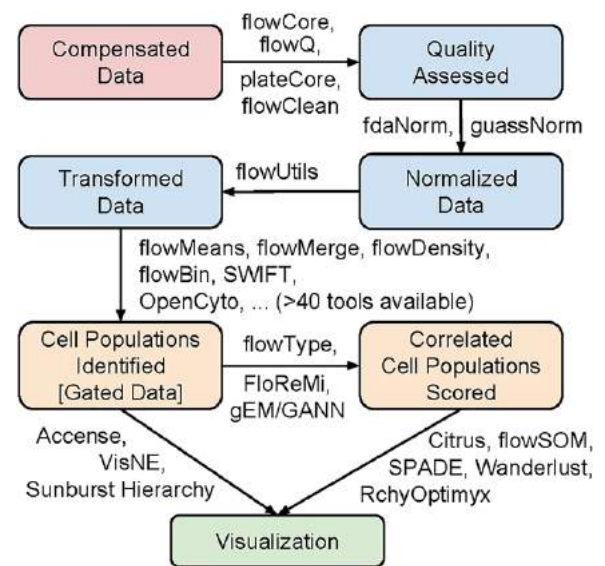 Compensated
Data
flowCore,
flowQ,
plateCore,
flowClean
Quality
Assessed
fdaNorm, guassNorm
Transformed
Data
flowUtils
Normalized
Data
flowMeans, flowMerge, flowDensity,
flowBin, SWIFT,
OpenCyto, ... (>40 tools available)
Cell Populations
Identified
[Gated Data]
flowType,
FloReMi,
gEM/GANN
Correlated
Cell Populations
Scored
Accense,
VisNE,
Sunburst Hierarchy
Citrus, flowSOM,
SPADE, Wanderlust,
RchyOptimyx
Visualization